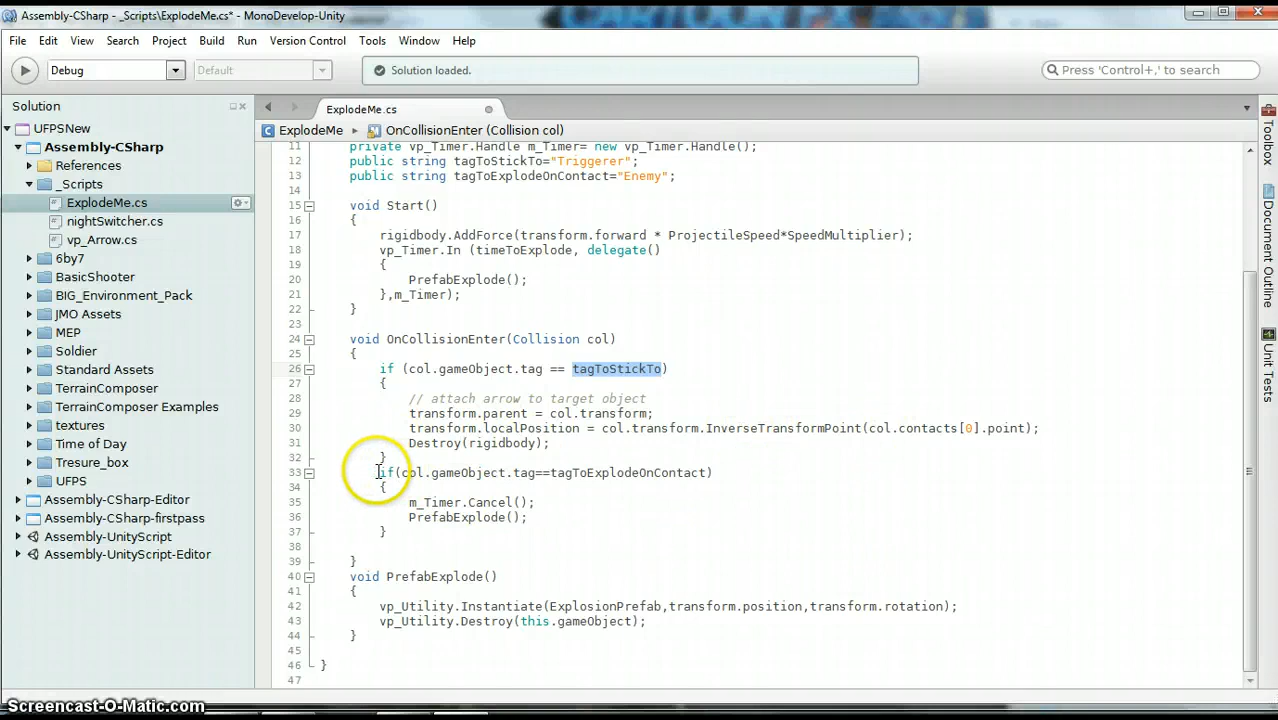 Assembly-CSharp - _Scripts\ExplodeMe.cs* - MonoDevelop-Unity
File Edit View Search Project Build Run Version Control Tools Window Help
Debug Default Solution loaded. Press 'Control+,' to search
Solution
UFPSNew
Assembly-CSharp
References
_Scripts
ExplodeMe.cs
nightSwitcher.cs
vp_Arrow.cs
6by7
BasicShooter
BIG_Environment_Pack
JMO Assets
MEP
Soldier
Standard Assets
TerrainComposer
TerrainComposer Examples
textures
Time of Day
Tresure_box
UFPS
Assembly-CSharp-Editor
Assembly-CSharp-firstpass
Assembly-UnityScript
Assembly-UnityScript-Editor
ExplodeMe.cs
ExplodeMe OnCollisionEnter (Collision col)
11 private vp_Timer.Handle m_Timer= new vp_Timer.Handle();
12 public string tagToStickTo="Triggerer";
13 public string tagToExplodeOnContact="Enemy";
14
15 void Start()
16 {
17 rigidbody.AddForce(transform.forward * ProjectileSpeed*SpeedMultiplier);
18 vp_Timer.In (timeToExplode, delegate()
19 {
20 PrefabExplode();
21 },m_Timer);
22 }
23
24 void OnCollisionEnter(Collision col)
25 {
26 if (col.gameObject.tag == tagToStickTo)
27 {
28 // attach arrow to target object
29 transform.parent = col.transform;
30 transform.localPosition = col.transform.InverseTransformPoint(col.contacts[0].point);
31 Destroy(rigidbody);
32 }
33 if(col.gameObject.tag==tagToExplodeOnContact)
34 {
35 m_Timer.Cancel();
36 PrefabExplode();
37 }
38
39 }
40 void PrefabExplode()
41 {
42 vp_Utility.Instantiate(ExplosionPrefab,transform.position,transform.rotation);
43 vp_Utility.Destroy(this.gameObject);
44 }
45
46 }
47
Toolbox
Document Outline
Unit Tests
Screencast-O-Matic.com